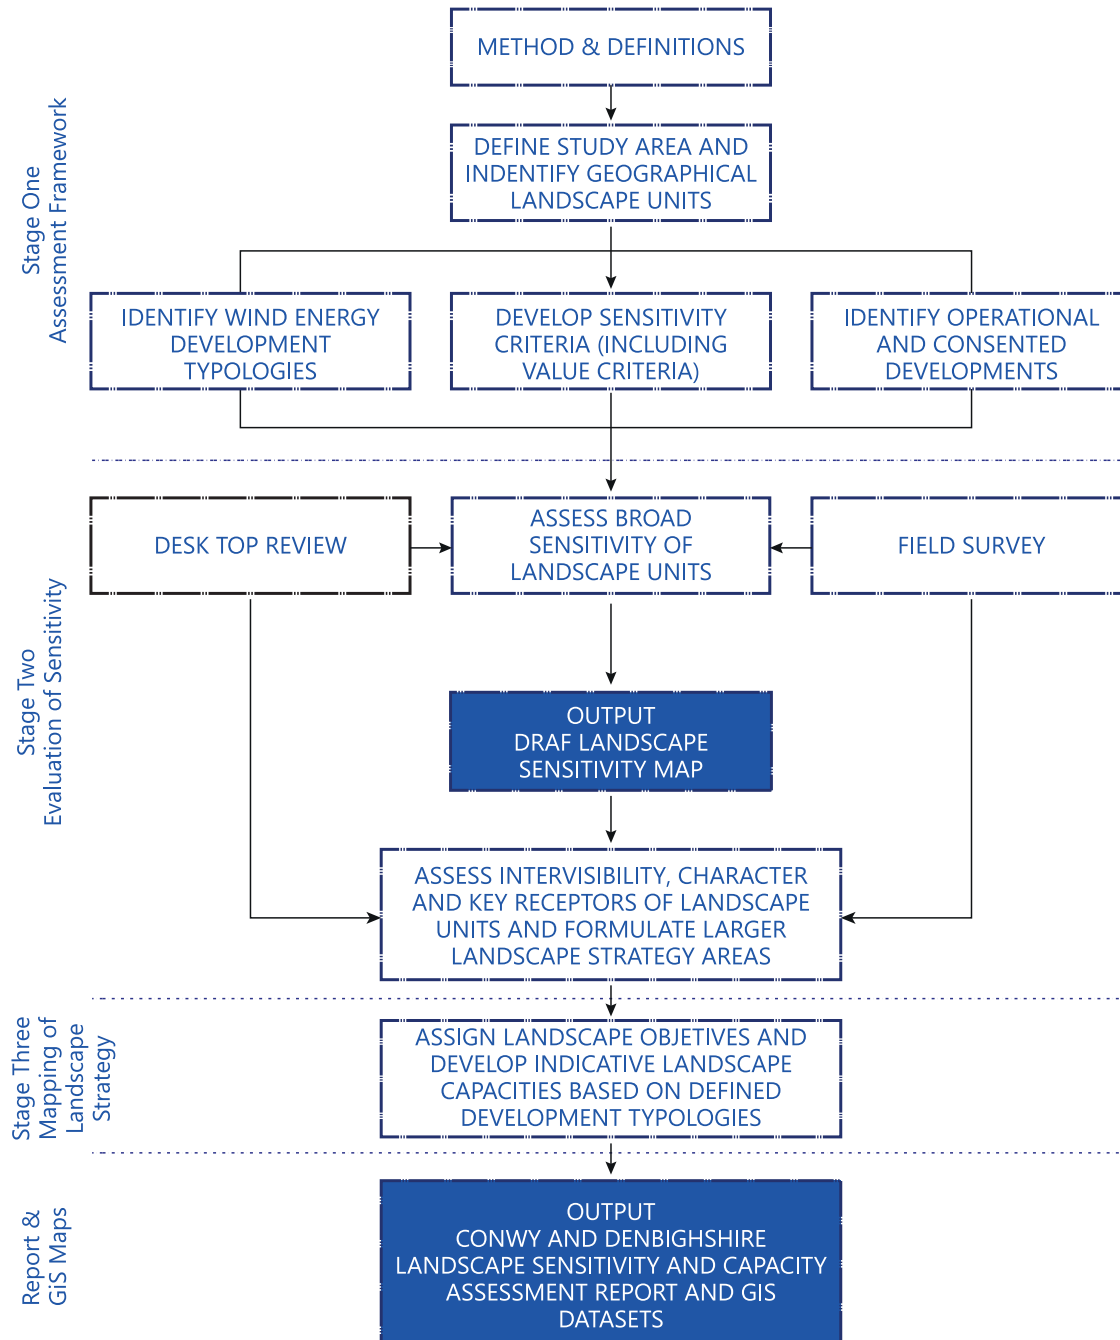 Stage One
Assessment Framework
METHOD & DEFINITIONS
DEFINE STUDY AREA AND
INDENTIFY GEOGRAPHICAL
LANDSCAPE UNITS
IDENTIFY WIND ENERGY
DEVELOPMENT
TYPOLOGIES
DEVELOP SENSITIVITY
CRITERIA (INCLUDING
VALUE CRITERIA)
IDENTIFY OPERATIONAL
AND CONSENTED
DEVELOPMENTS
Stage Two
Evaluation of Sensitivity
DESK TOP REVIEW
ASSESS BROAD
SENSITIVITY OF
LANDSCAPE UNITS
FIELD SURVEY
OUTPUT
DRAF LANDSCAPE
SENSITIVITY MAP
ASSESS INTERVISIBILITY, CHARACTER
AND KEY RECEPTORS OF LANDSCAPE
UNITS AND FORMULATE LARGER
LANDSCAPE STRATEGY AREAS
Stage Three
Mapping of
Landscape
Strategy
ASSIGN LANDSCAPE OBJETIVES AND
DEVELOP INDICATIVE LANDSCAPE
CAPACITIES BASED ON DEFINED
DEVELOPMENT TYPOLOGIES
Report &
GiS Maps
OUTPUT
CONWY AND DENBIGHSHIRE
LANDSCAPE SENSITIVITY AND CAPACITY
ASSESSMENT REPORT AND GIS
DATASETS